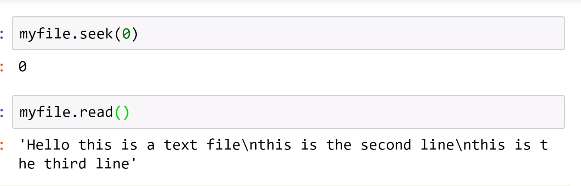 : myfile.seek(0)
: 0
: myfile.read()
: 'Hello this is a text file\nthis is the second line\nthis is t
he third line'